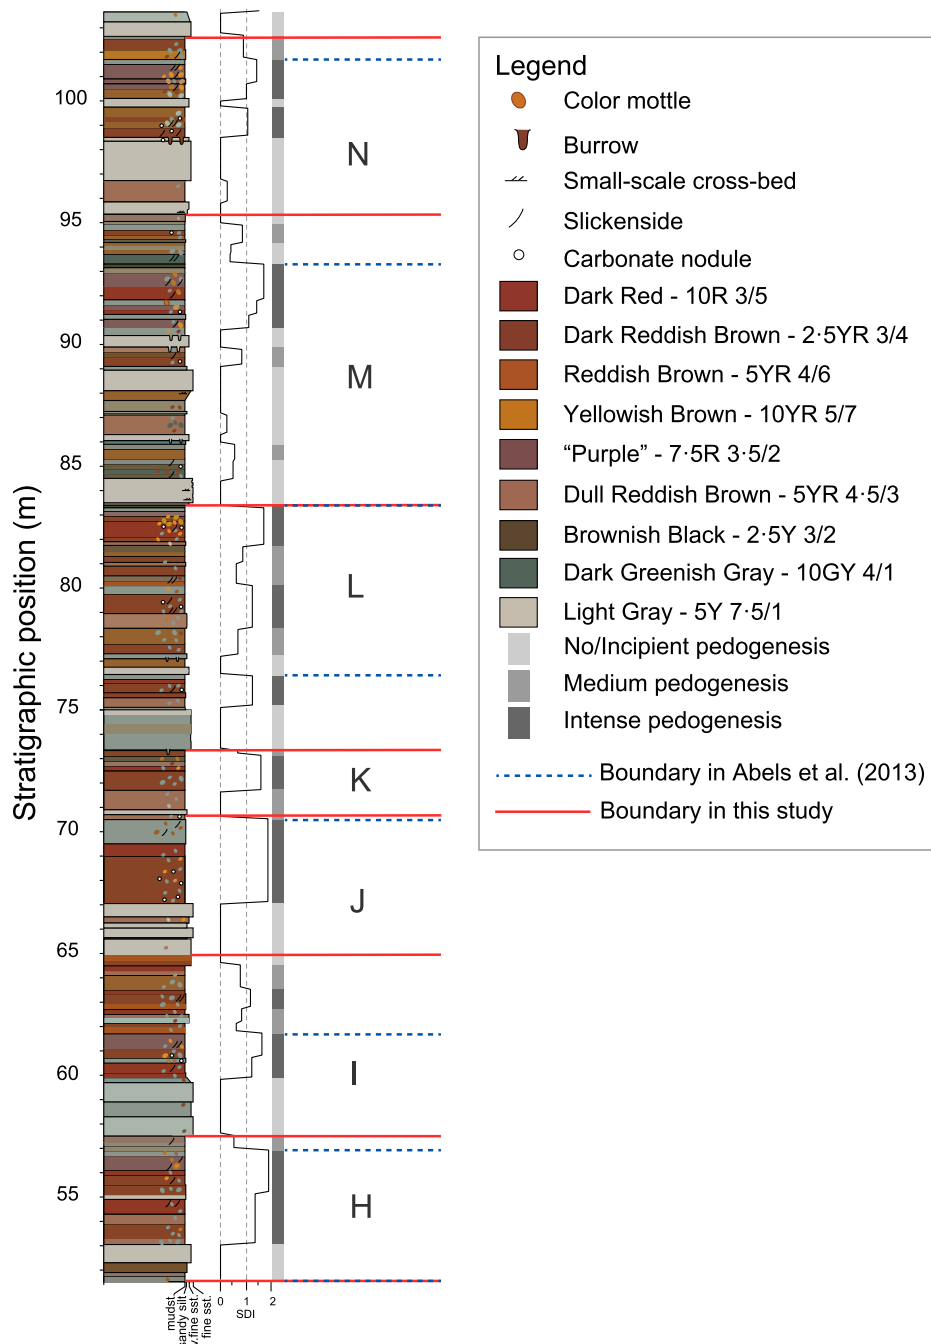 Stratigraphic position (m)
100
95
90
85
80
75
70
65
60
55
N
M
L
K
J
I
H
mudst.
sandy silt
v.fine sst.
fine sst.
0 1 2
SDI
Legend
Color mottle
Burrow
Small-scale cross-bed
Slickenside
Carbonate nodule
Dark Red - 10R 3/5
Dark Reddish Brown - 2·5YR 3/4
Reddish Brown - 5YR 4/6
Yellowish Brown - 10YR 5/7
“Purple” - 7·5R 3·5/2
Dull Reddish Brown - 5YR 4·5/3
Brownish Black - 2·5Y 3/2
Dark Greenish Gray - 10GY 4/1
Light Gray - 5Y 7·5/1
No/Incipient pedogenesis
Medium pedogenesis
Intense pedogenesis
Boundary in Abels et al. (2013)
Boundary in this study